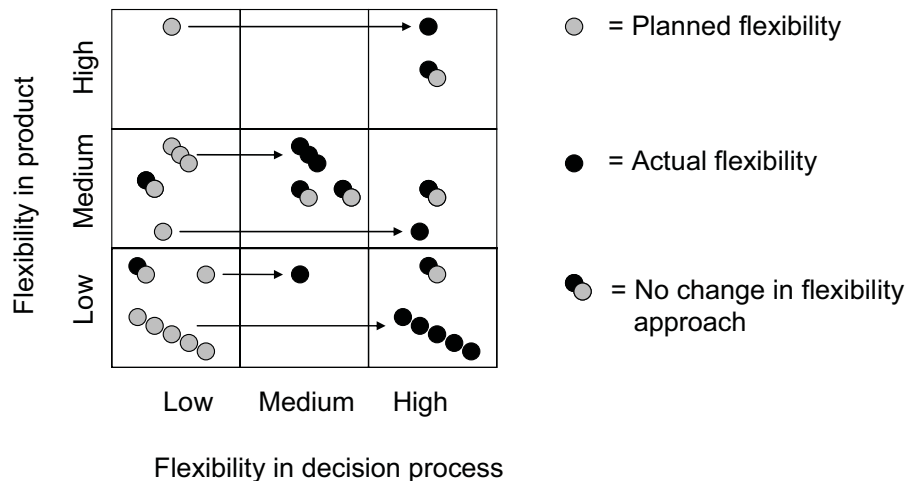 High
Medium
Low
Flexibility in product
Low Medium High
Flexibility in decision process
= Planned flexibility
= Actual flexibility
= No change in flexibility
approach